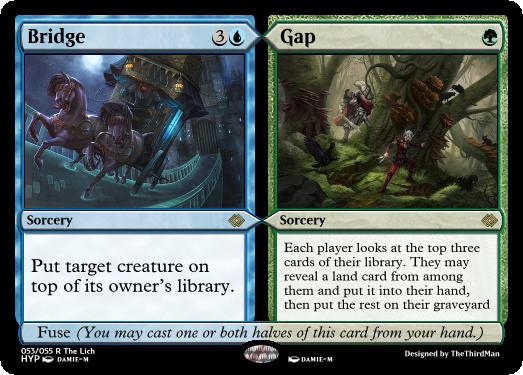 Bridge 3
Sorcery
Put target creature on
top of its owner's library.
Gap
Sorcery
Each player looks at the top three
cards of their library. They may
reveal a land card from among
them and put it into their hand,
then put the rest on their graveyard
Fuse (You may cast one or both halves of this card from your hand.)
053/055 R The Lich
HYP DAMIE-M
DAMIE-M
Designed by TheThirdMan